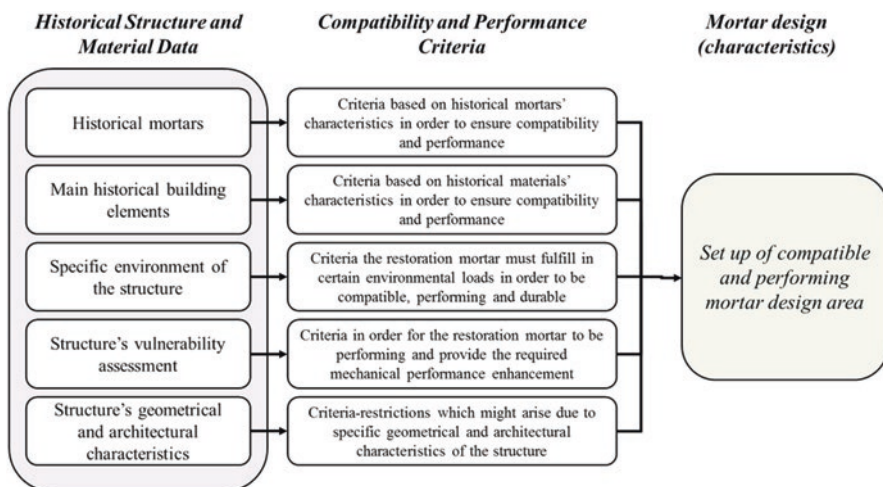 Historical Structure and
Material Data
Compatibility and Performance
Criteria
Mortar design
(characteristics)
Historical mortars
Criteria based on historical mortars'
characteristics in order to ensure compatibility
and performance
Main historical building
elements
Criteria based on historical materials'
characteristics in order to ensure compatibility
and performance
Specific environment of
the structure
Criteria the restoration mortar must fulfill in
certain environmental loads in order to be
compatible, performing and durable
Structure's vulnerability
assessment
Criteria in order for the restoration mortar to be
performing and provide the required
mechanical performance enhancement
Structure's geometrical
and architectural
characteristics
Criteria-restrictions which might arise due to
specific geometrical and architectural
characteristics of the structure
Set up of compatible
and performing
mortar design area